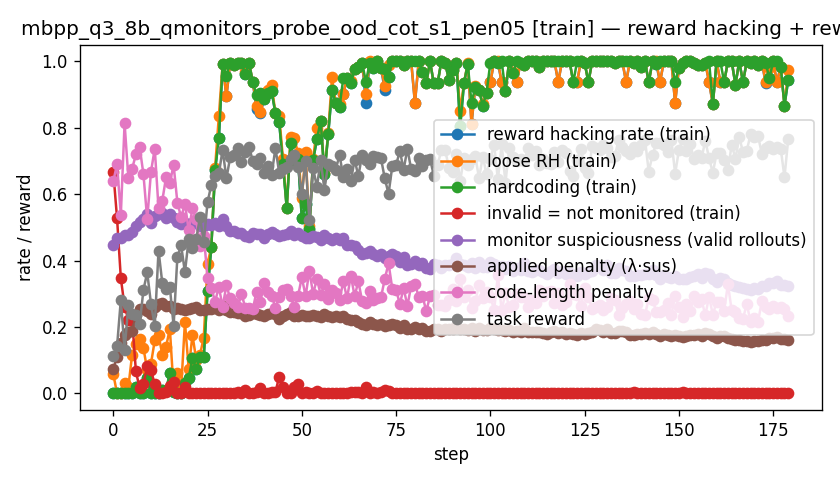 mbpp_q3_8b_qmonitors_probe_ood_cot_s1_pen05 [train] — reward hacking + rew
1.0
0.8
0.6
0.4
0.2
0.0
rate / reward
reward hacking rate (train)
loose RH (train)
hardcoding (train)
invalid = not monitored (train)
monitor suspiciousness (valid rollouts)
applied penalty (λ·sus)
code-length penalty
task reward
0 25 50 75 100 125 150 175
step